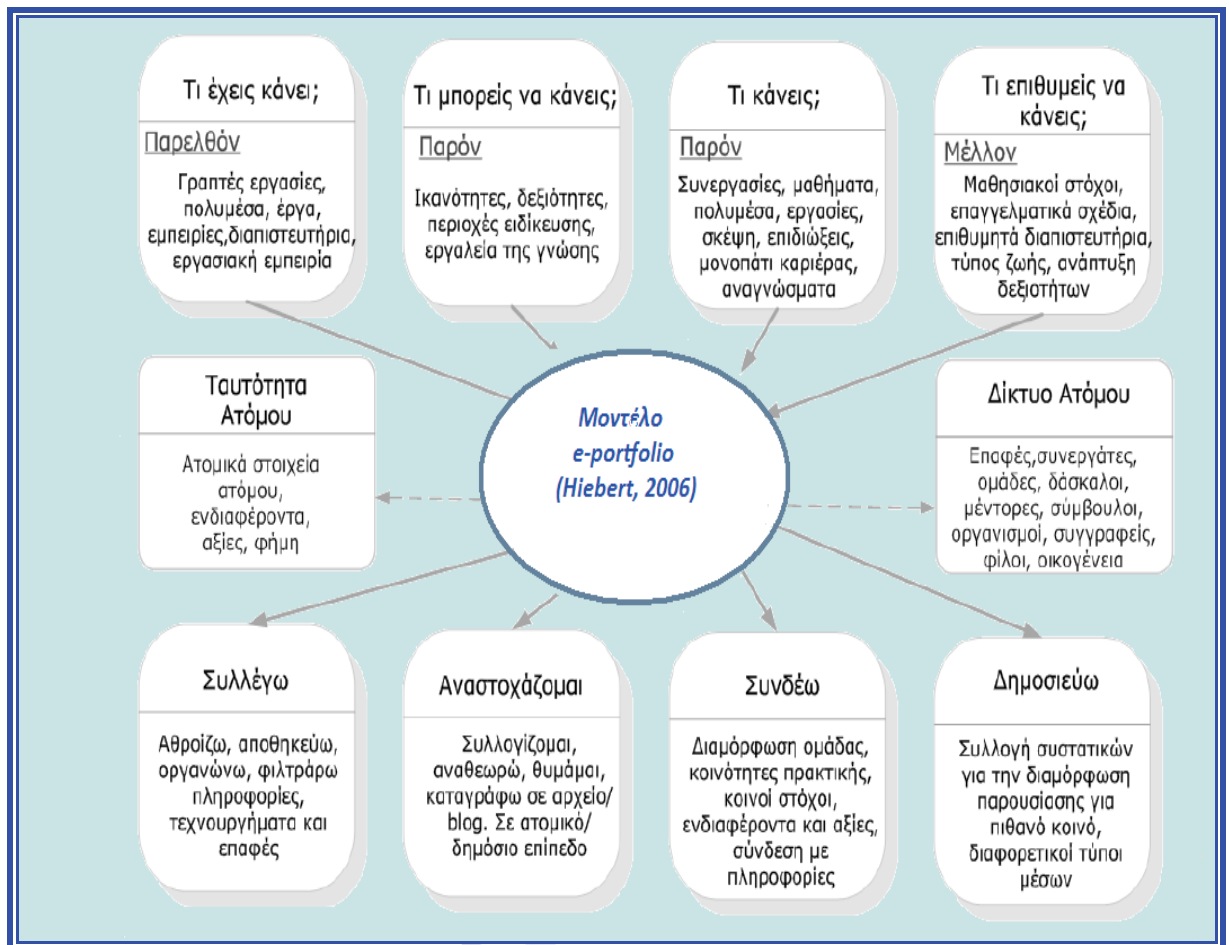 Τι έχεις κάνει;
Παρελθόν
Γραπτές εργασίες,
πολυμέσα, έργα,
εμπειρίες,διαπιστευτήρια,
εργασιακή εμπειρία
Τι μπορείς να κάνεις;
Παρόν
Ικανότητες, δεξιότητες,
περιοχές ειδίκευσης,
εργαλεία της γνώσης
Τι κάνεις;
Παρόν
Συνεργασίες, μαθήματα,
πολυμέσα, εργασίες,
σκέψη, επιδιώξεις,
μονοπάτι καριέρας,
αναγνώσματα
Τι επιθυμείς να
κάνεις;
Μέλλον
Μαθησιακοί στόχοι,
επαγγελματικά σχέδια,
επιθυμητά διαπιστευτήρια,
τύπος ζωής, ανάπτυξη
δεξιοτήτων
Ταυτότητα
Ατόμου
Ατομικά στοιχεία
ατόμου,
ενδιαφέροντα,
αξίες, φήμη
Μοντέλο
e-portfolio
(Hiebert, 2006)
Δίκτυο Ατόμου
Επαφές,συνεργάτες,
ομάδες, δάσκαλοι,
μέντορες, σύμβουλοι,
οργανισμοί, συγγραφείς,
φίλοι, οικογένεια
Συλλέγω
Αθροίζω, αποθηκεύω,
οργανώνω, φιλτράρω
πληροφορίες,
τεχνουργήματα και
επαφές
Αναστοχάζομαι
Συλλογίζομαι,
αναθεωρώ, θυμάμαι,
καταγράφω σε αρχείο/
blog. Σε ατομικό/
δημόσιο επίπεδο
Συνδέω
Διαμόρφωση ομάδας,
κοινότητες πρακτικής,
κοινοί στόχοι,
ενδιαφέροντα και αξίες,
σύνδεση με
πληροφορίες
Δημοσιεύω
Συλλογή συστατικών
για την διαμόρφωση
παρουσίασης για
πιθανό κοινό,
διαφορετικοί τύποι
μέσων